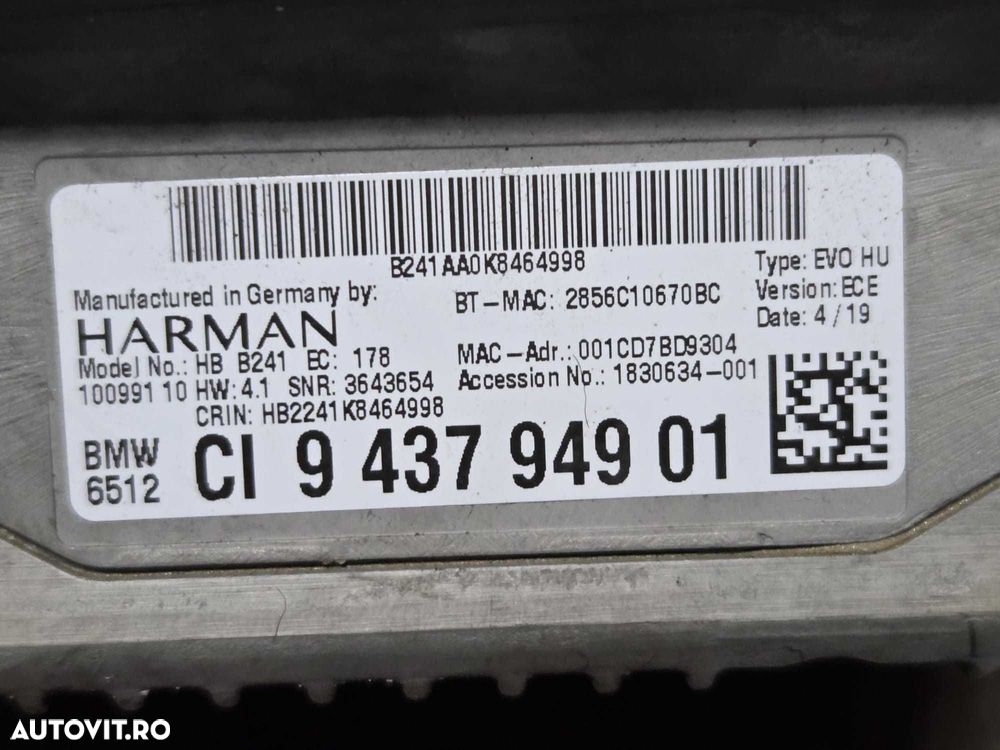 B241AA0K8464998
Manufactured in Germany by:
HARMAN
Model No.: HB B241 EC: 178
10099110 HW: 4.1 SNR: 3643654
CRIN: HB2241K8464998
BT-MAC: 2856C10670BC
MAC-Adr.: 001CD7BD9304
Accession No.: 1830634-001
Type: EVO HU
Version: ECE
Date: 4/19
BMW
6512
CI 9 437 949 01
AUTOVIT.RO